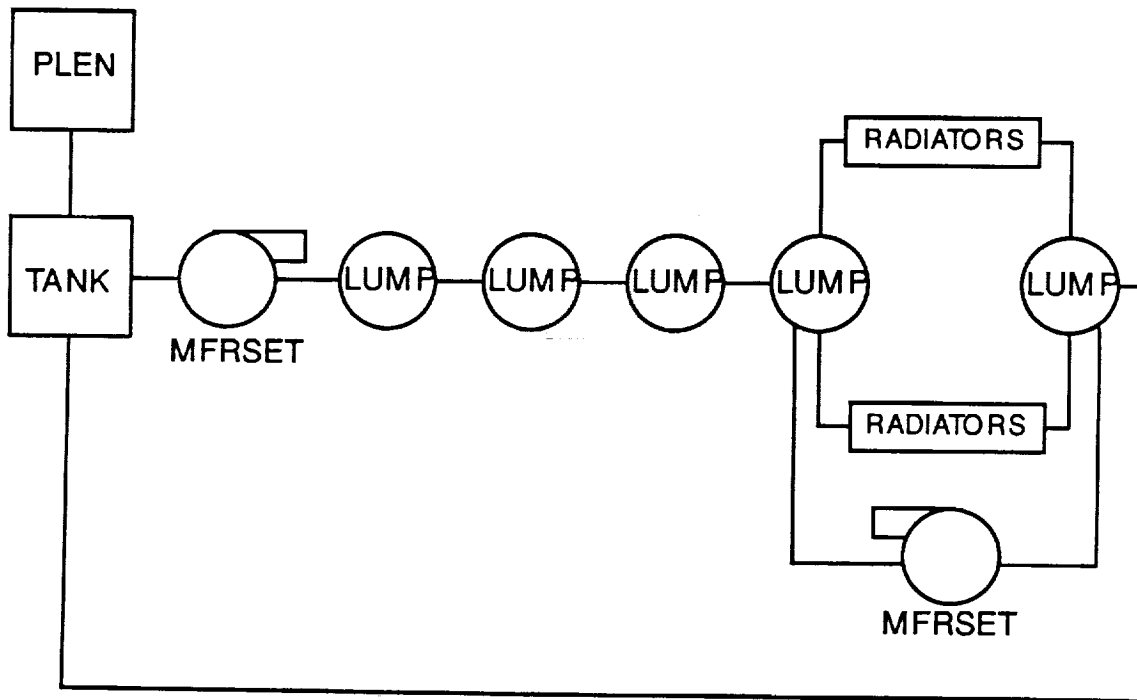 PLEN
RADIATORS
TANK
LUMP
LUMP
LUMP
LUMP
LUMP
MFRSET
RADIATORS
MFRSET